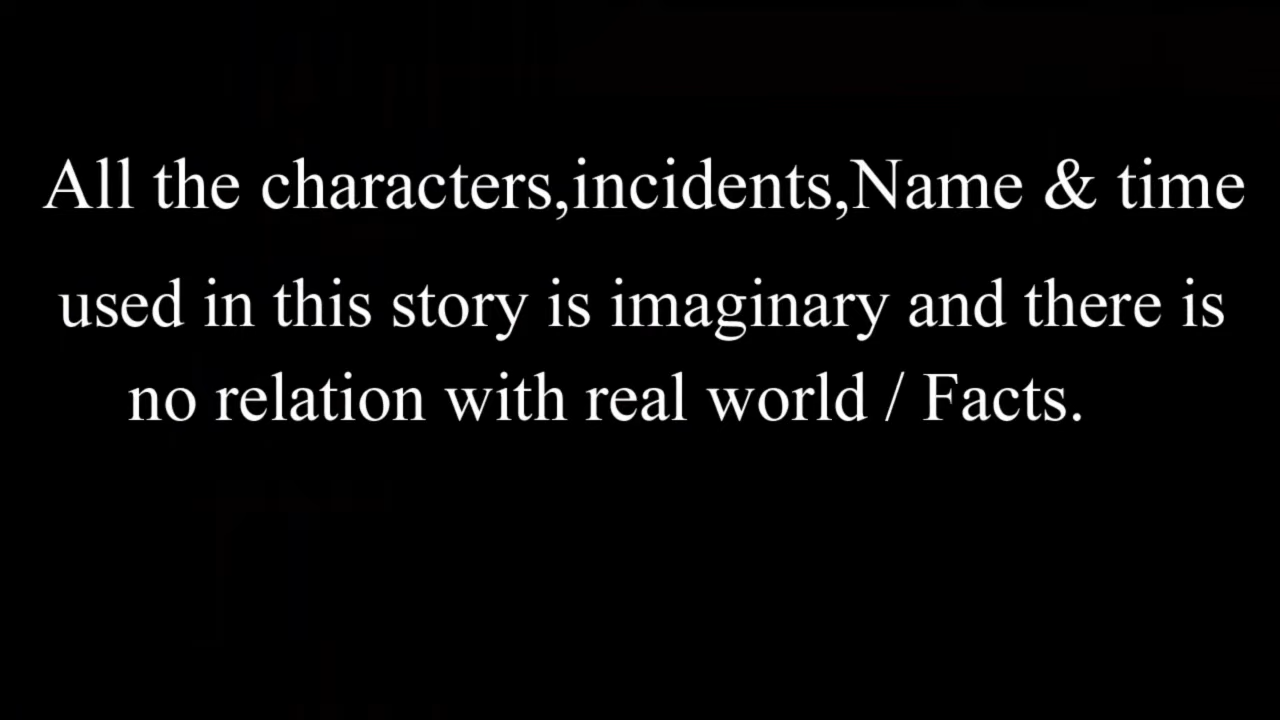 All the characters,incidents,Name & time
used in this story is imaginary and there is
no relation with real world / Facts.